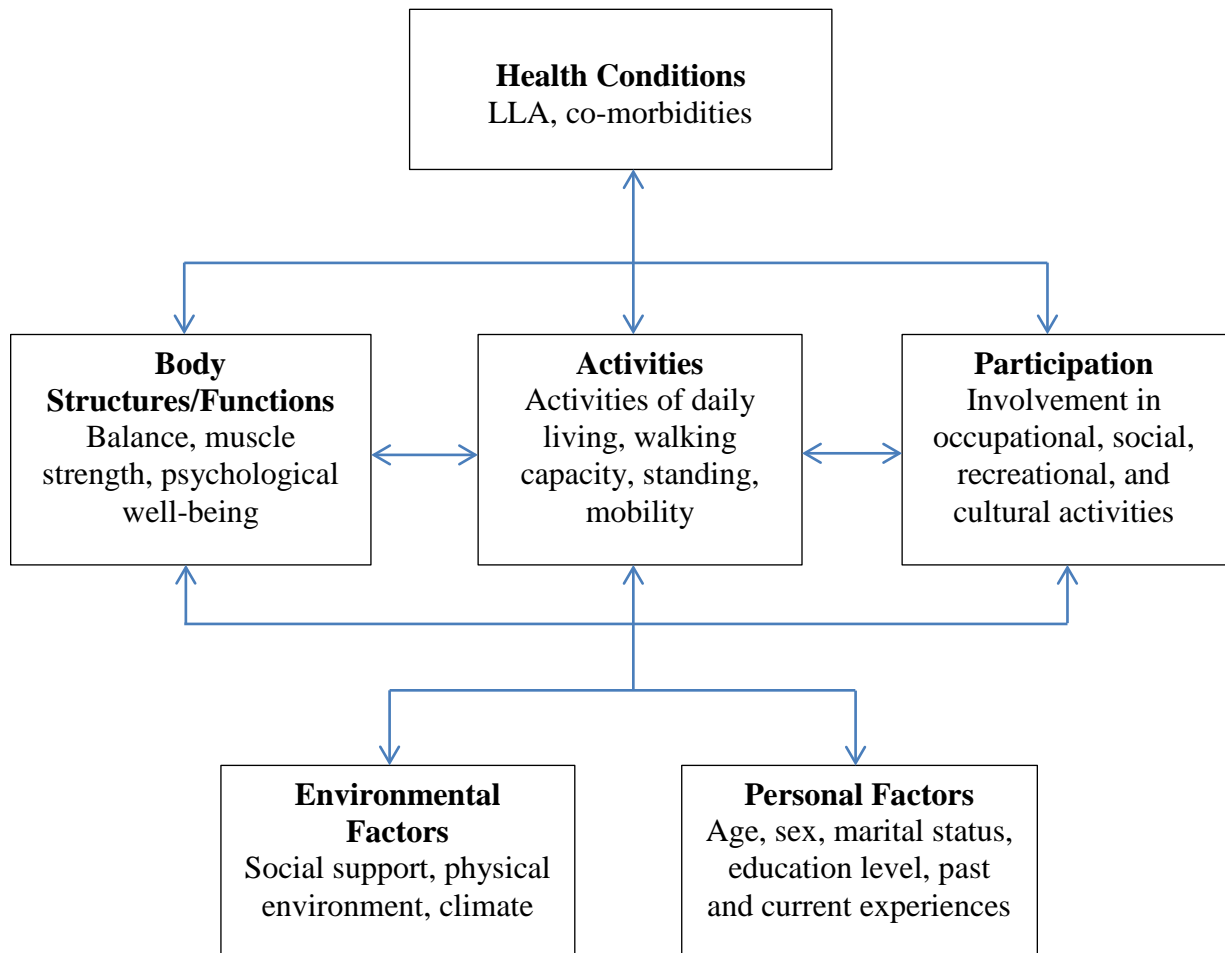 Health Conditions
LLA, co-morbidities
Body
Structures/Functions
Balance, muscle
strength, psychological
well-being
Activities
Activities of daily
living, walking
capacity, standing,
mobility
Participation
Involvement in
occupational, social,
recreational, and
cultural activities
Environmental
Factors
Social support, physical
environment, climate
Personal Factors
Age, sex, marital status,
education level, past
and current experiences